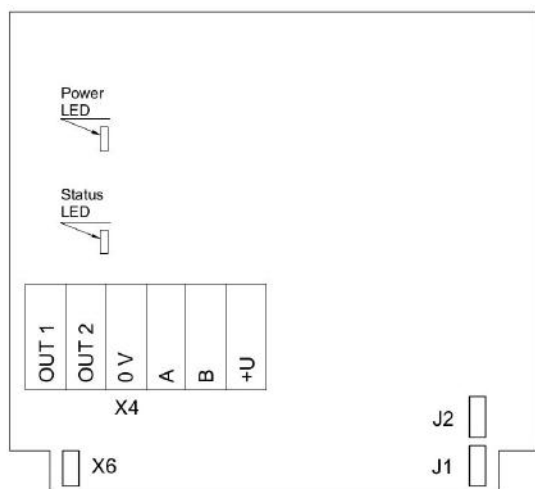 Power
LED
Status
LED
OUT 1
OUT 2
0 V
A
B
+U
X4
J2
X6
J1